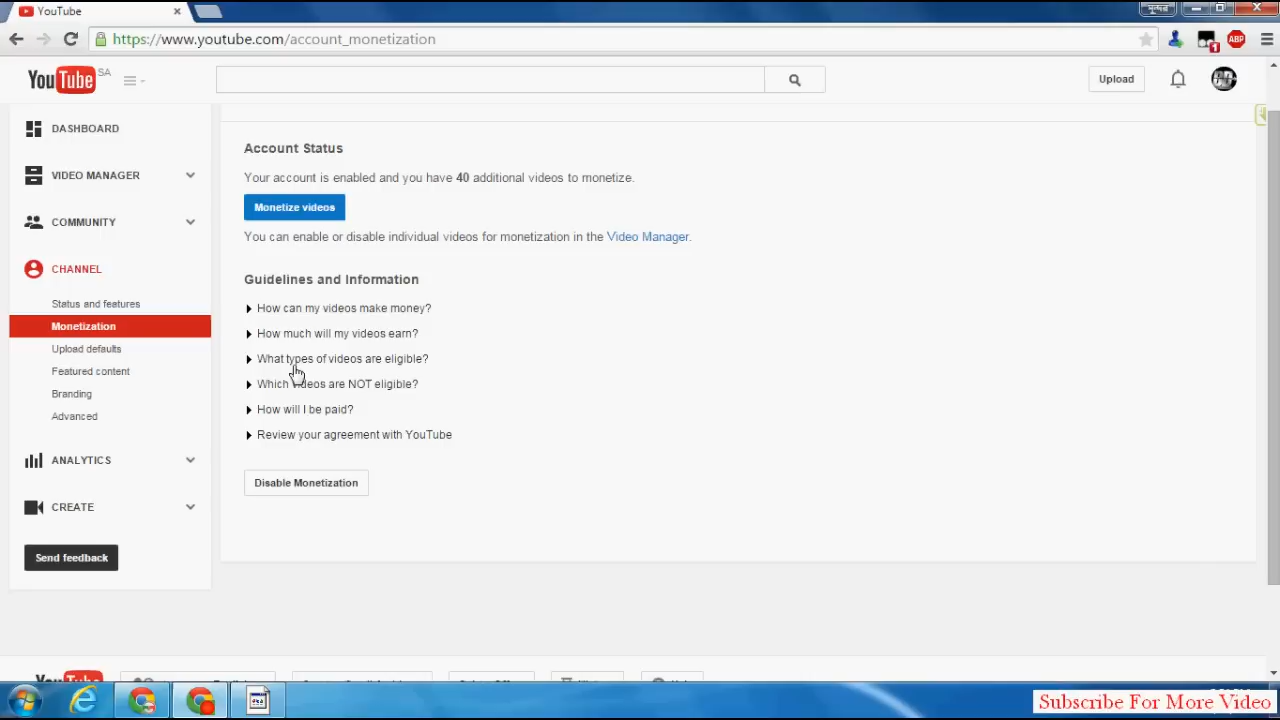 YouTube
https://www.youtube.com/account_monetization
ABP
1
YouTube SA
Upload
DASHBOARD
VIDEO MANAGER
COMMUNITY
CHANNEL
Status and features
Monetization
Upload defaults
Featured content
Branding
Advanced
ANALYTICS
CREATE
Send feedback
Account Status
Your account is enabled and you have 40 additional videos to monetize.
Monetize videos
You can enable or disable individual videos for monetization in the Video Manager.
Guidelines and Information
How can my videos make money?
How much will my videos earn?
What types of videos are eligible?
Which videos are NOT eligible?
How will I be paid?
Review your agreement with YouTube
Disable Monetization
Subscribe For More Video